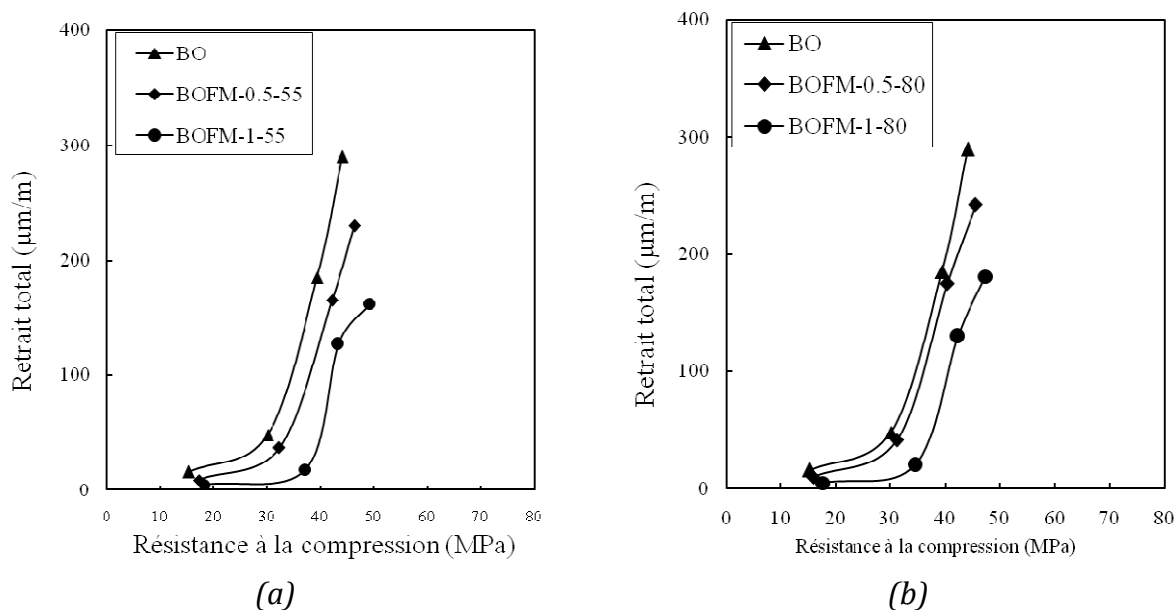 400
300
200
100
0
Retrait total (µm/m)
BO
BOFM-0.5-55
BOFM-1-55
0 10 20 30 40 50 60 70 80
Résistance à la compression (MPa)
(a)
400
300
200
100
0
Retrait total (µm/m)
BO
BOFM-0.5-80
BOFM-1-80
0 10 20 30 40 50 60 70 80
Résistance à la compression (MPa)
(b)